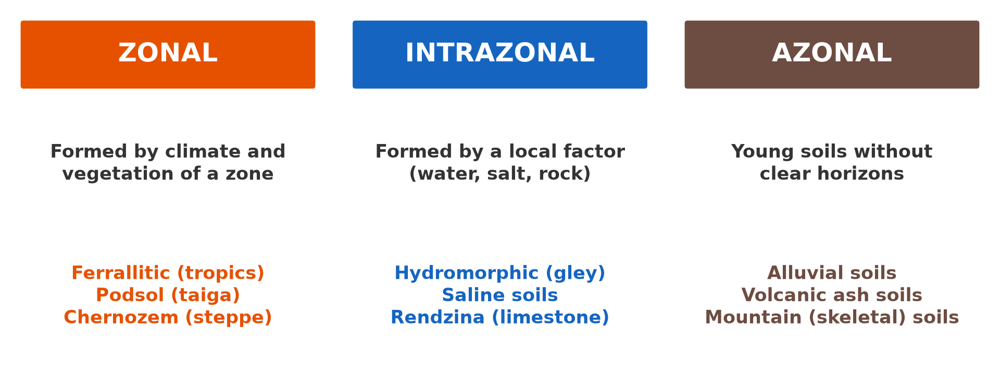 ZONAL
Formed by climate and
vegetation of a zone
Ferrallitic (tropics)
Podsol (taiga)
Chernozem (steppe)
INTRAZONAL
Formed by a local factor
(water, salt, rock)
Hydromorphic (gley)
Saline soils
Rendzina (limestone)
AZONAL
Young soils without
clear horizons
Alluvial soils
Volcanic ash soils
Mountain (skeletal) soils